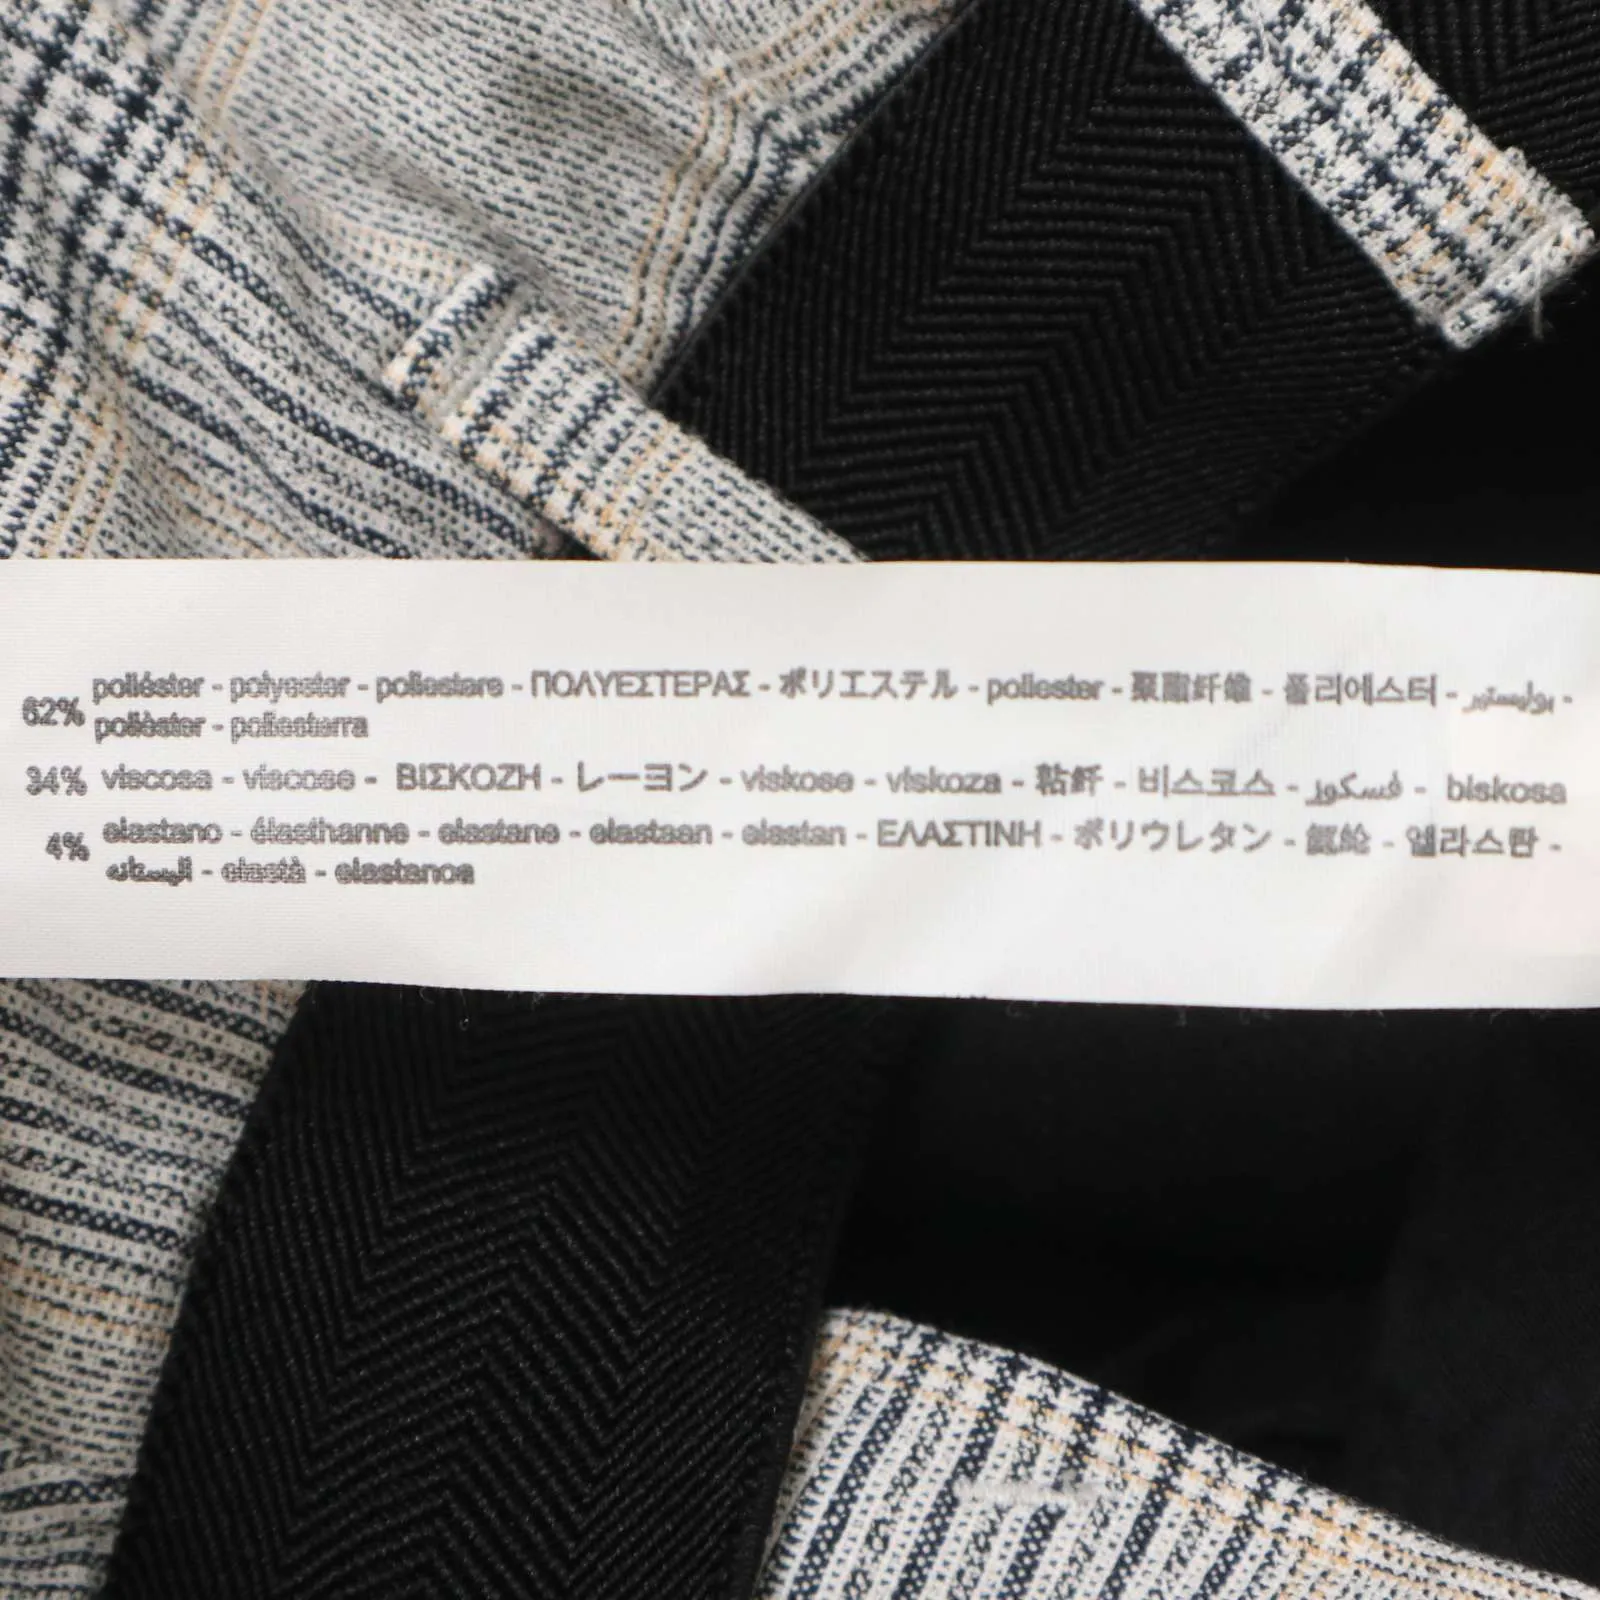 62% poliéster - polyester - poliestere - ΠΟΛΥΕΣΤΕΡΑΣ - ポリエステル - poliester - 聚酯纤维 - 폴리에스터 - بوليستير -
polièster - poliesterra
34% viscosa - viscose - ΒΙΣΚΟΖΗ - レーヨン - viskose - viskoza - 粘纤 - 비스코스 - فسكوز - biskosa
4% elastano - élasthanne - elastane - elastaan - elastan - ΕΛΑΣΤΙΝΗ - ポリウレタン - 氨纶 - 엘라스판 -
اليستان - elastà - elastanoa